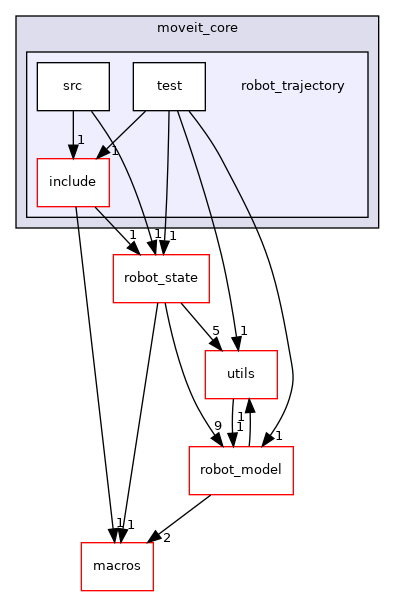 moveit_core
src
test
robot_trajectory
1
1
include
1
1
1
robot_state
5
1
utils
9
1
1
1
robot_model
1
1
2
macros